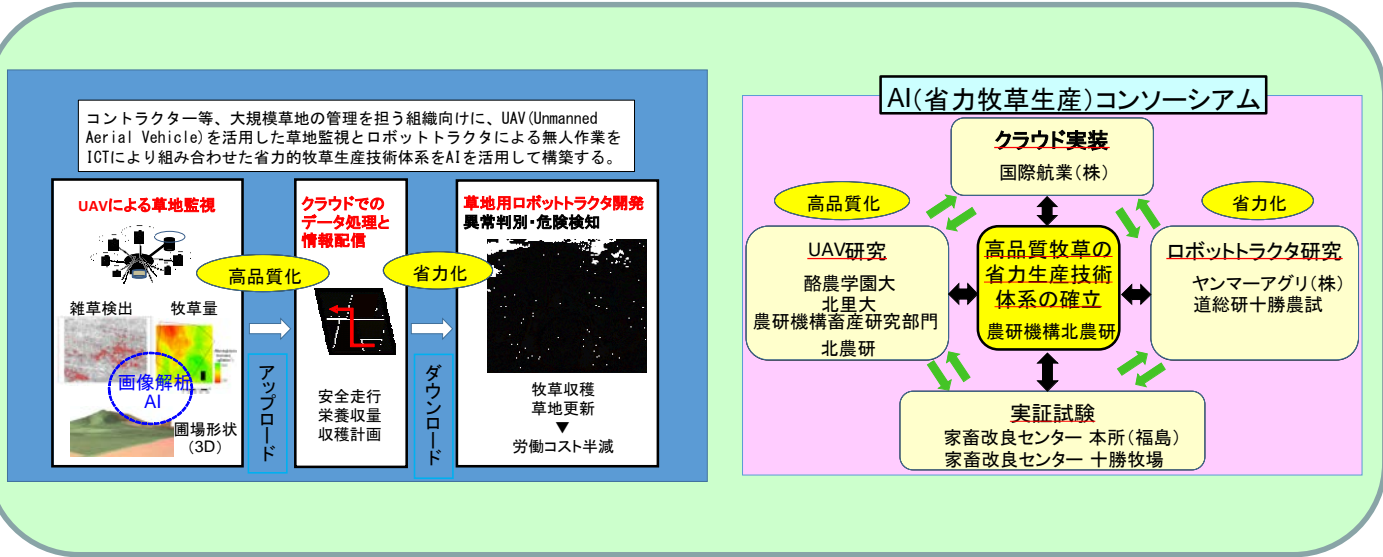 コントラクター等、大規模草地の管理を担う組織向けに、UAV(Unmanned
Aerial Vehicle)を活用した草地監視とロボットトラクタによる無人作業を
ICTにより組み合わせた省力的牧草生産技術体系をAIを活用して構築する。
UAVによる草地監視
雑草検出
牧草量
画像解析
AI
圃場形状
(3D)
高品質化
アップロード
クラウドでの
データ処理と
情報配信
安全走行
栄養収量
収穫計画
省力化
ダウンロード
草地用ロボットトラクタ開発
異常判別・危険検知
牧草収穫
草地更新
▼
労働コスト半減
AI(省力牧草生産)コンソーシアム
クラウド実装
国際航業(株)
高品質化
省力化
UAV研究
酪農学園大
北里大
農研機構畜産研究部門
北農研
高品質牧草の
省力生産技術
体系の確立
農研機構北農研
ロボットトラクタ研究
ヤンマーアグリ(株)
道総研十勝農試
実証試験
家畜改良センター 本所(福島)
家畜改良センター 十勝牧場